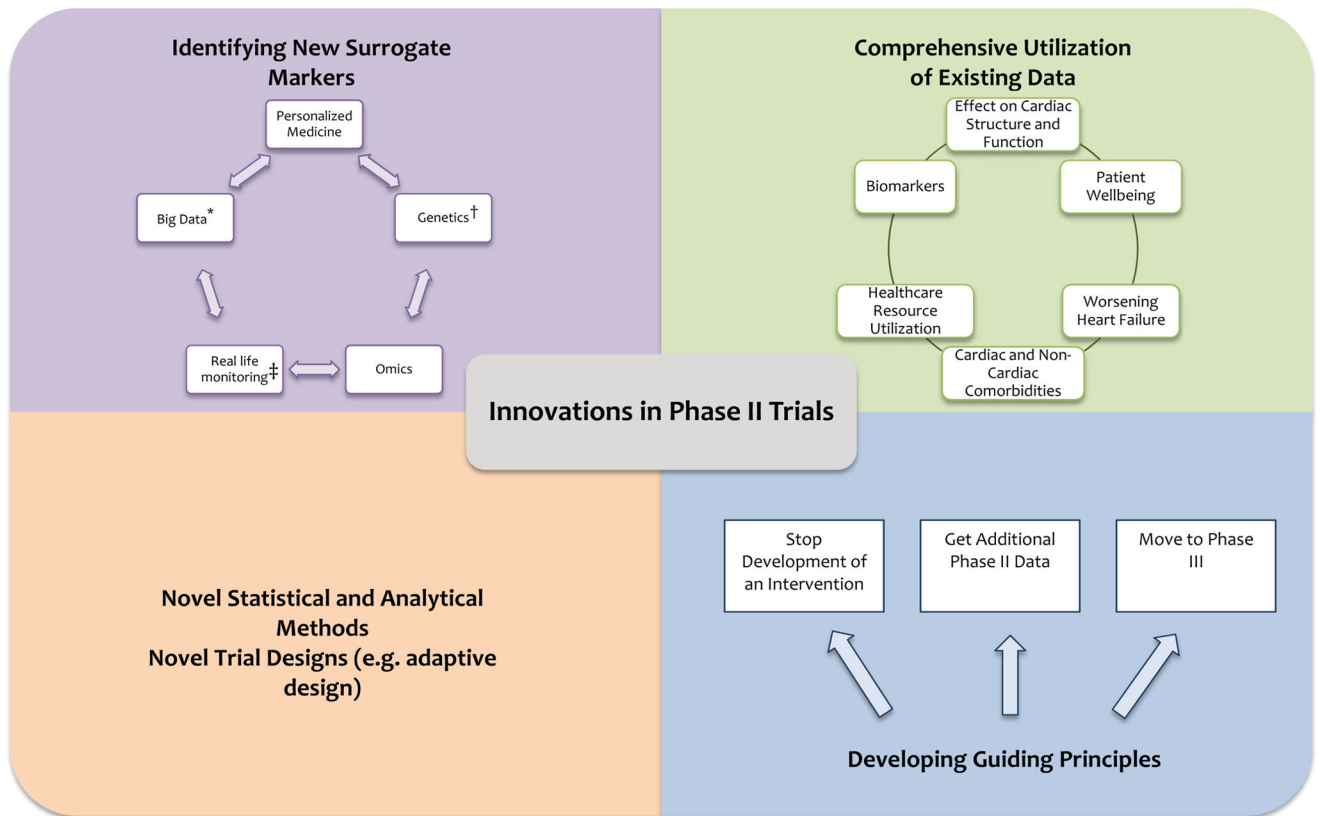 Identifying New Surrogate
Markers
Personalized
Medicine
Big Data*
Genetics†
Real life
monitoring‡
Omics
Comprehensive Utilization
of Existing Data
Effect on Cardiac
Structure and
Function
Biomarkers
Patient
Wellbeing
Healthcare
Resource
Utilization
Worsening
Heart Failure
Cardiac and Non-
Cardiac
Comorbidities
Innovations in Phase II Trials
Novel Statistical and Analytical
Methods
Novel Trial Designs (e.g. adaptive
design)
Stop
Development of
an Intervention
Get Additional
Phase II Data
Move to Phase
III
Developing Guiding Principles